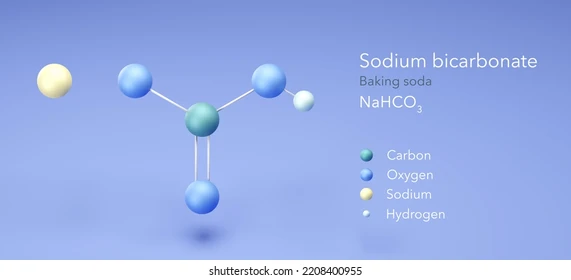 Sodium bicarbonate
Baking soda
NaHCO₃
Carbon
Oxygen
Sodium
Hydrogen
shutterstock.com · 2208400955